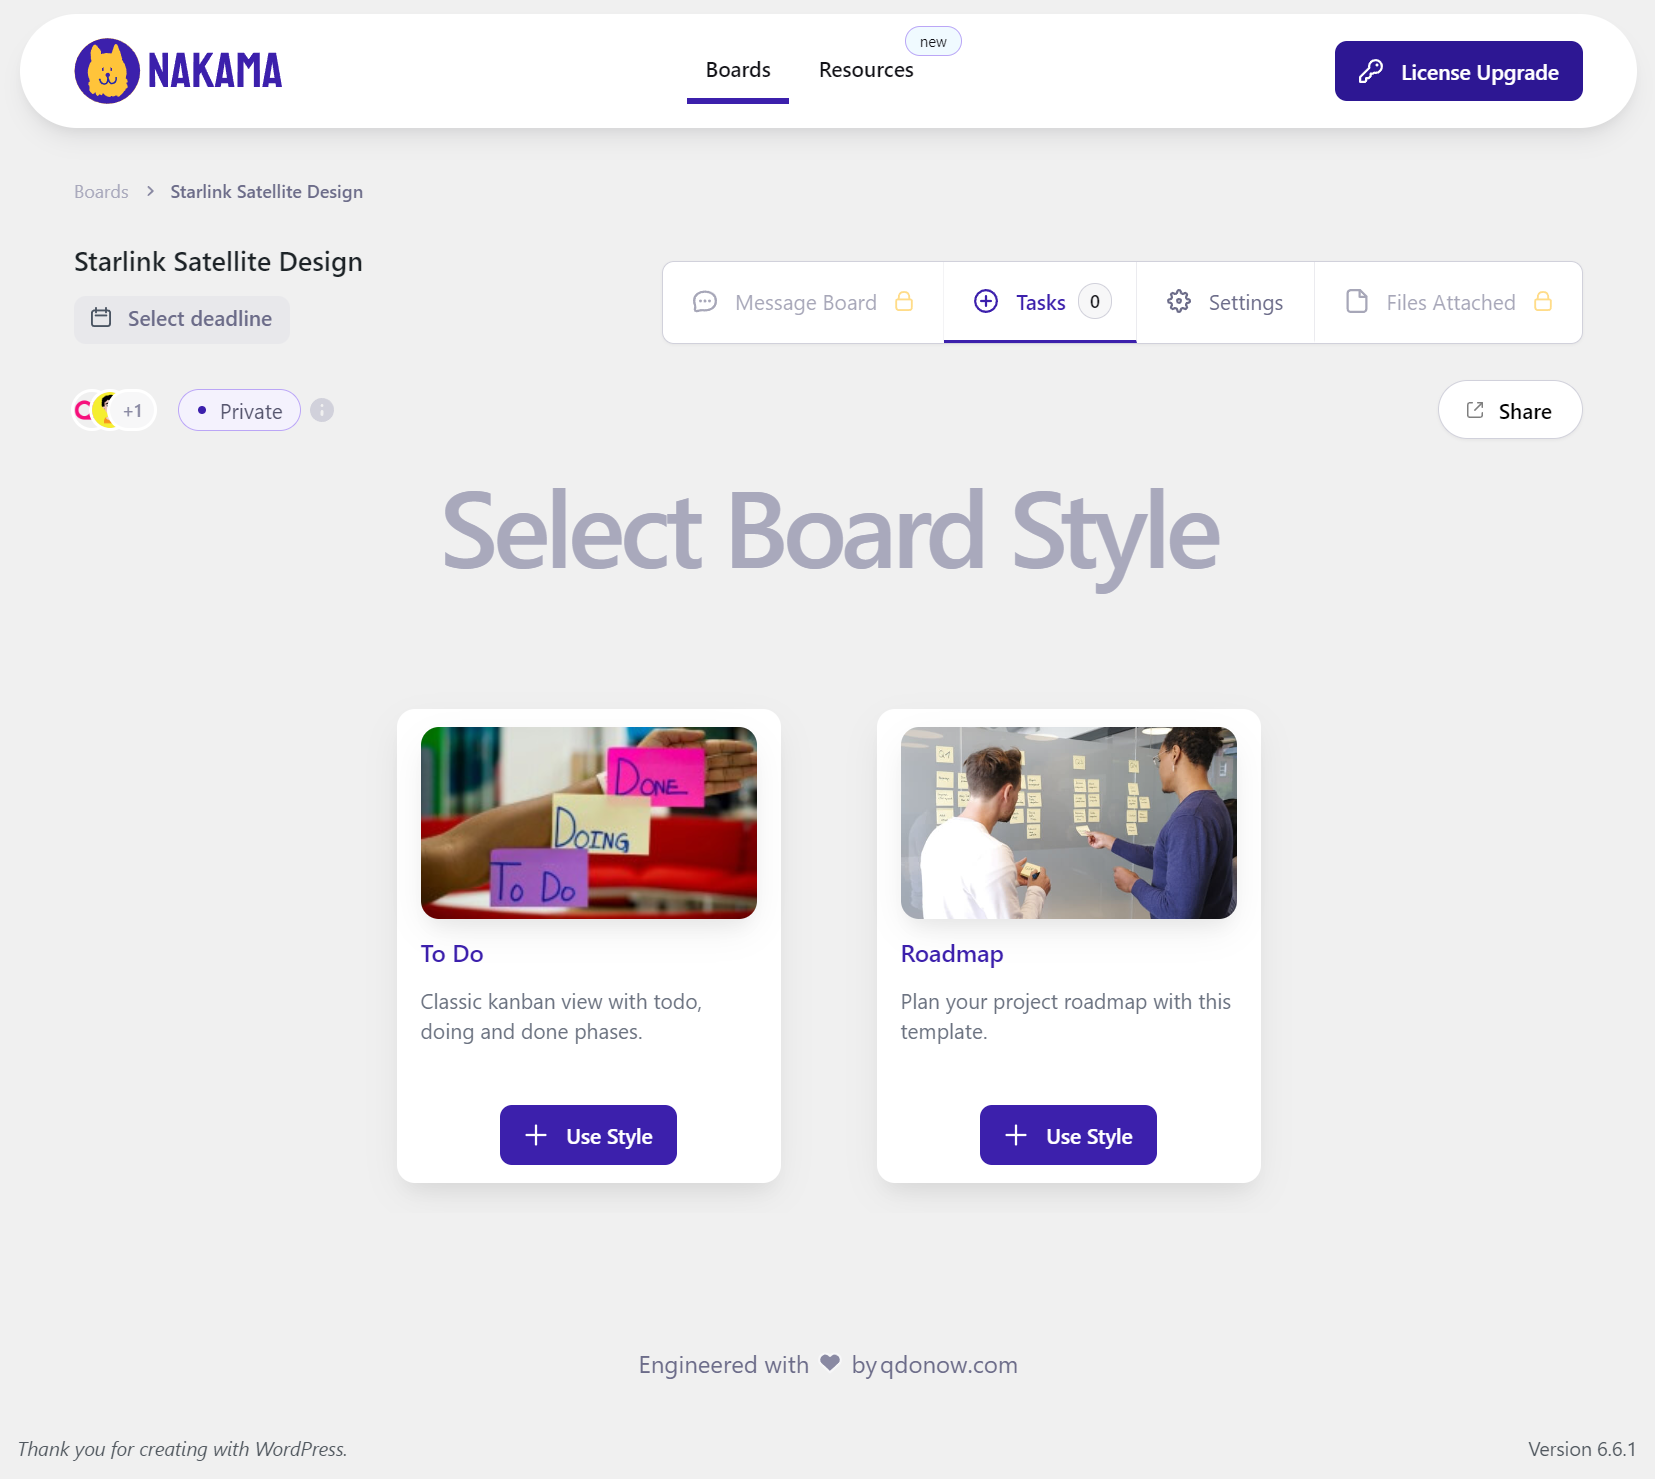 NAKAMA
Boards
Resources
new
License Upgrade
Boards > Starlink Satellite Design
Starlink Satellite Design
Select deadline
Message Board
Tasks 0
Settings
Files Attached
+1
Private
Share
Select Board Style
DONE
DOING
TO DO
To Do
Classic kanban view with todo,
doing and done phases.
Use Style
Roadmap
Plan your project roadmap with this
template.
Use Style
Engineered with ❤ by qdonow.com
Thank you for creating with WordPress.
Version 6.6.1